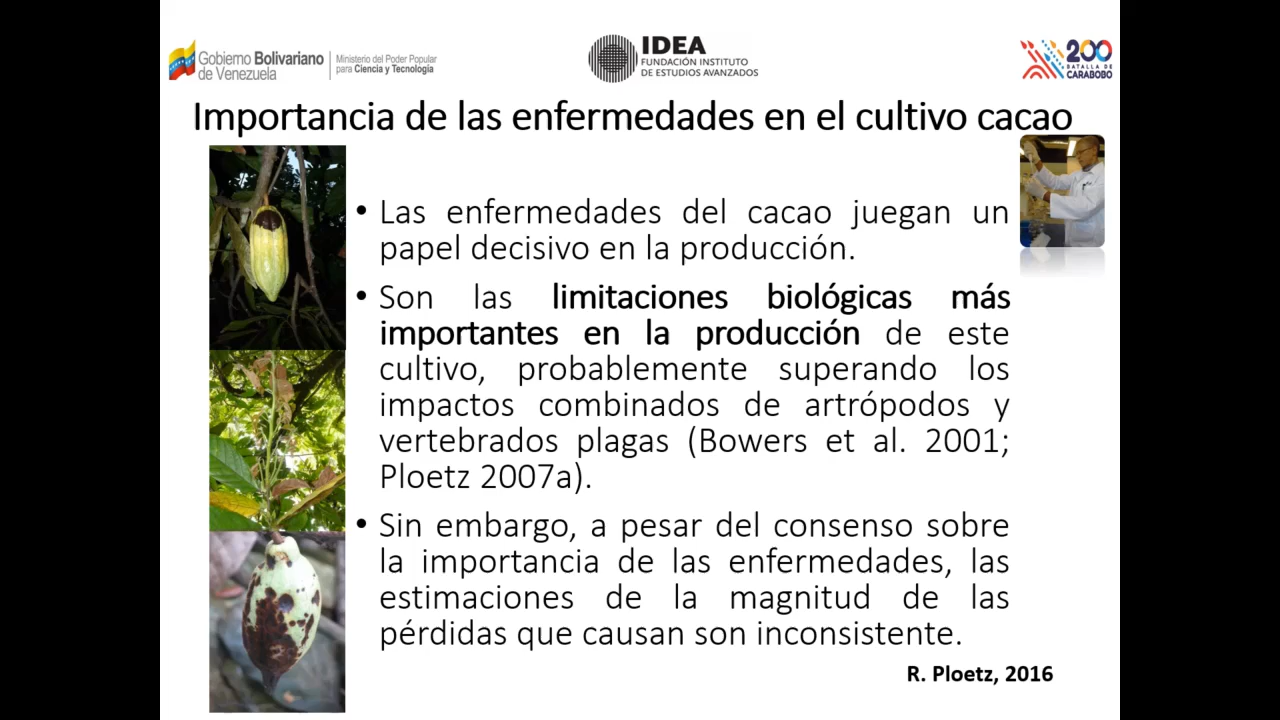 Gobierno Bolivariano
de Venezuela
Ministerio del Poder Popular
para Ciencia y Tecnología
IDEA
FUNDACIÓN INSTITUTO
DE ESTUDIOS AVANZADOS
200
BATALLA DE
CARABOBO
Importancia de las enfermedades en el cultivo cacao
• Las enfermedades del cacao juegan un
papel decisivo en la producción.
• Son las limitaciones biológicas más
importantes en la producción de este
cultivo, probablemente superando los
impactos combinados de artrópodos y
vertebrados plagas (Bowers et al. 2001;
Ploetz 2007a).
• Sin embargo, a pesar del consenso sobre
la importancia de las enfermedades, las
estimaciones de la magnitud de las
pérdidas que causan son inconsistente.
R. Ploetz, 2016